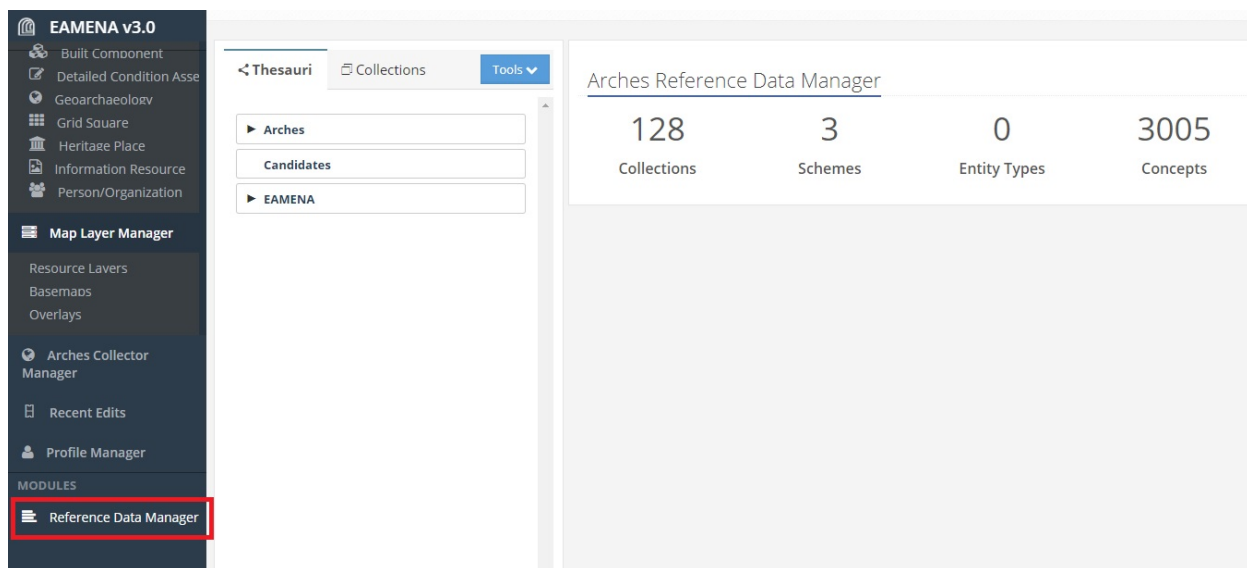 EAMENA v3.0
Built Component
Detailed Condition Asse
Geoarchaeology
Grid Square
Heritage Place
Information Resource
Person/Organization
Map Layer Manager
Resource Layers
Basemaps
Overlays
Arches Collector
Manager
Recent Edits
Profile Manager
MODULES
Reference Data Manager
Thesauri
Collections
Tools
Arches
Candidates
EAMENA
Arches Reference Data Manager
128 3 0 3005
Collections Schemes Entity Types Concepts